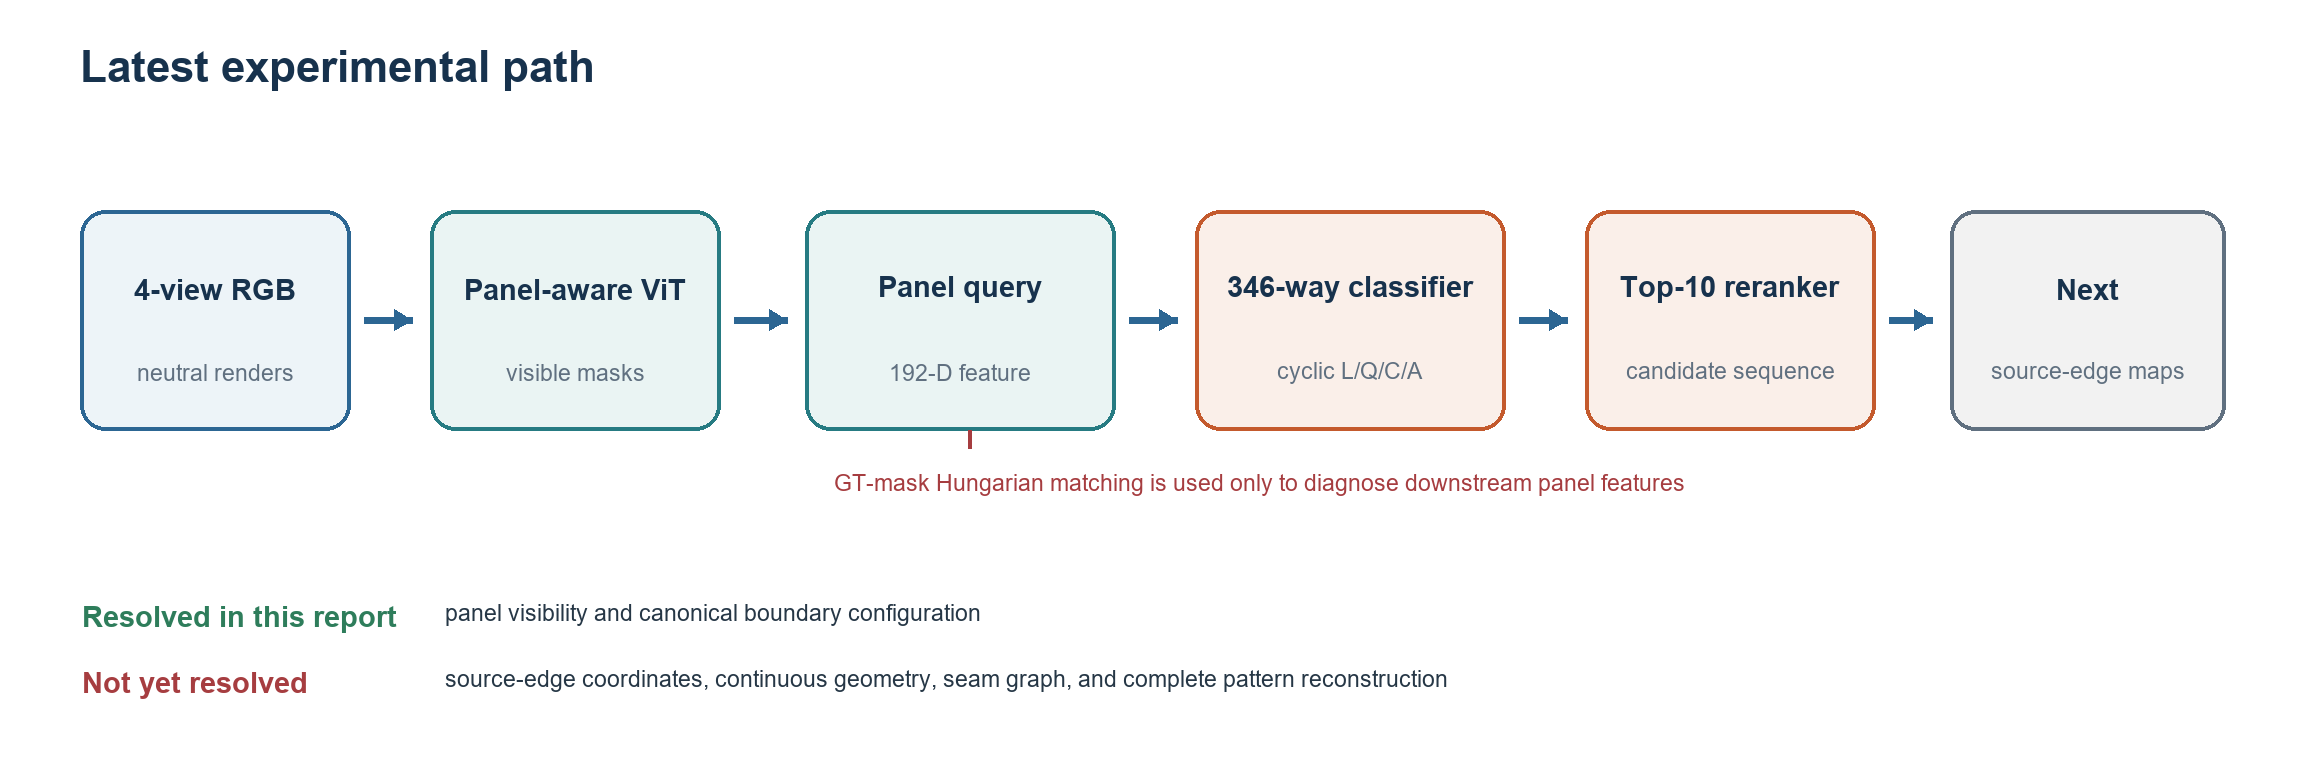 Latest experimental path
4-view RGB
neutral renders
Panel-aware ViT
visible masks
Panel query
192-D feature
346-way classifier
cyclic L/Q/C/A
Top-10 reranker
candidate sequence
Next
source-edge maps
GT-mask Hungarian matching is used only to diagnose downstream panel features
Resolved in this report panel visibility and canonical boundary configuration
Not yet resolved source-edge coordinates, continuous geometry, seam graph, and complete pattern reconstruction